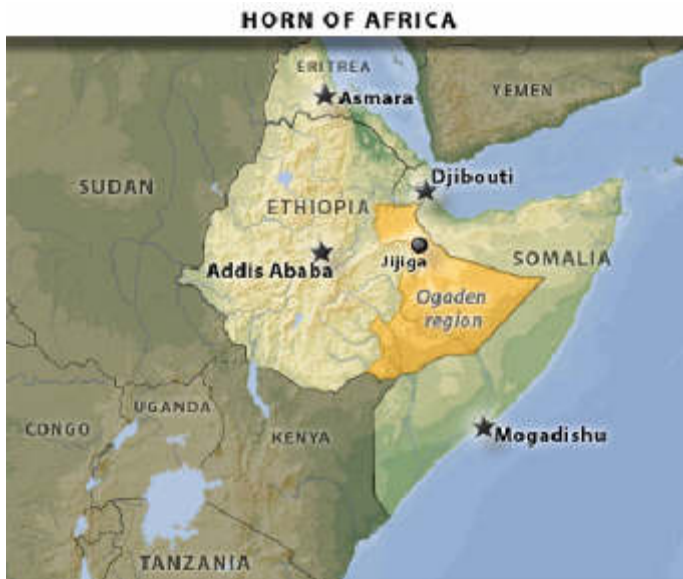 HORN OF AFRICA
ERITREA
Asmara
YEMEN
SUDAN
Djibouti
ETHIOPIA
SOMALIA
Addis Ababa
Jijiga
Ogaden
region
UGANDA
CONGO
KENYA
Mogadishu
TANZANIA